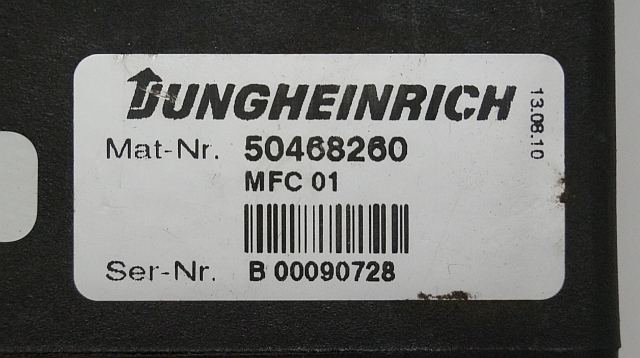 JUNGHEINRICH
Mat-Nr. 50468260
MFC 01
Ser-Nr. B 00090728
13.08.10